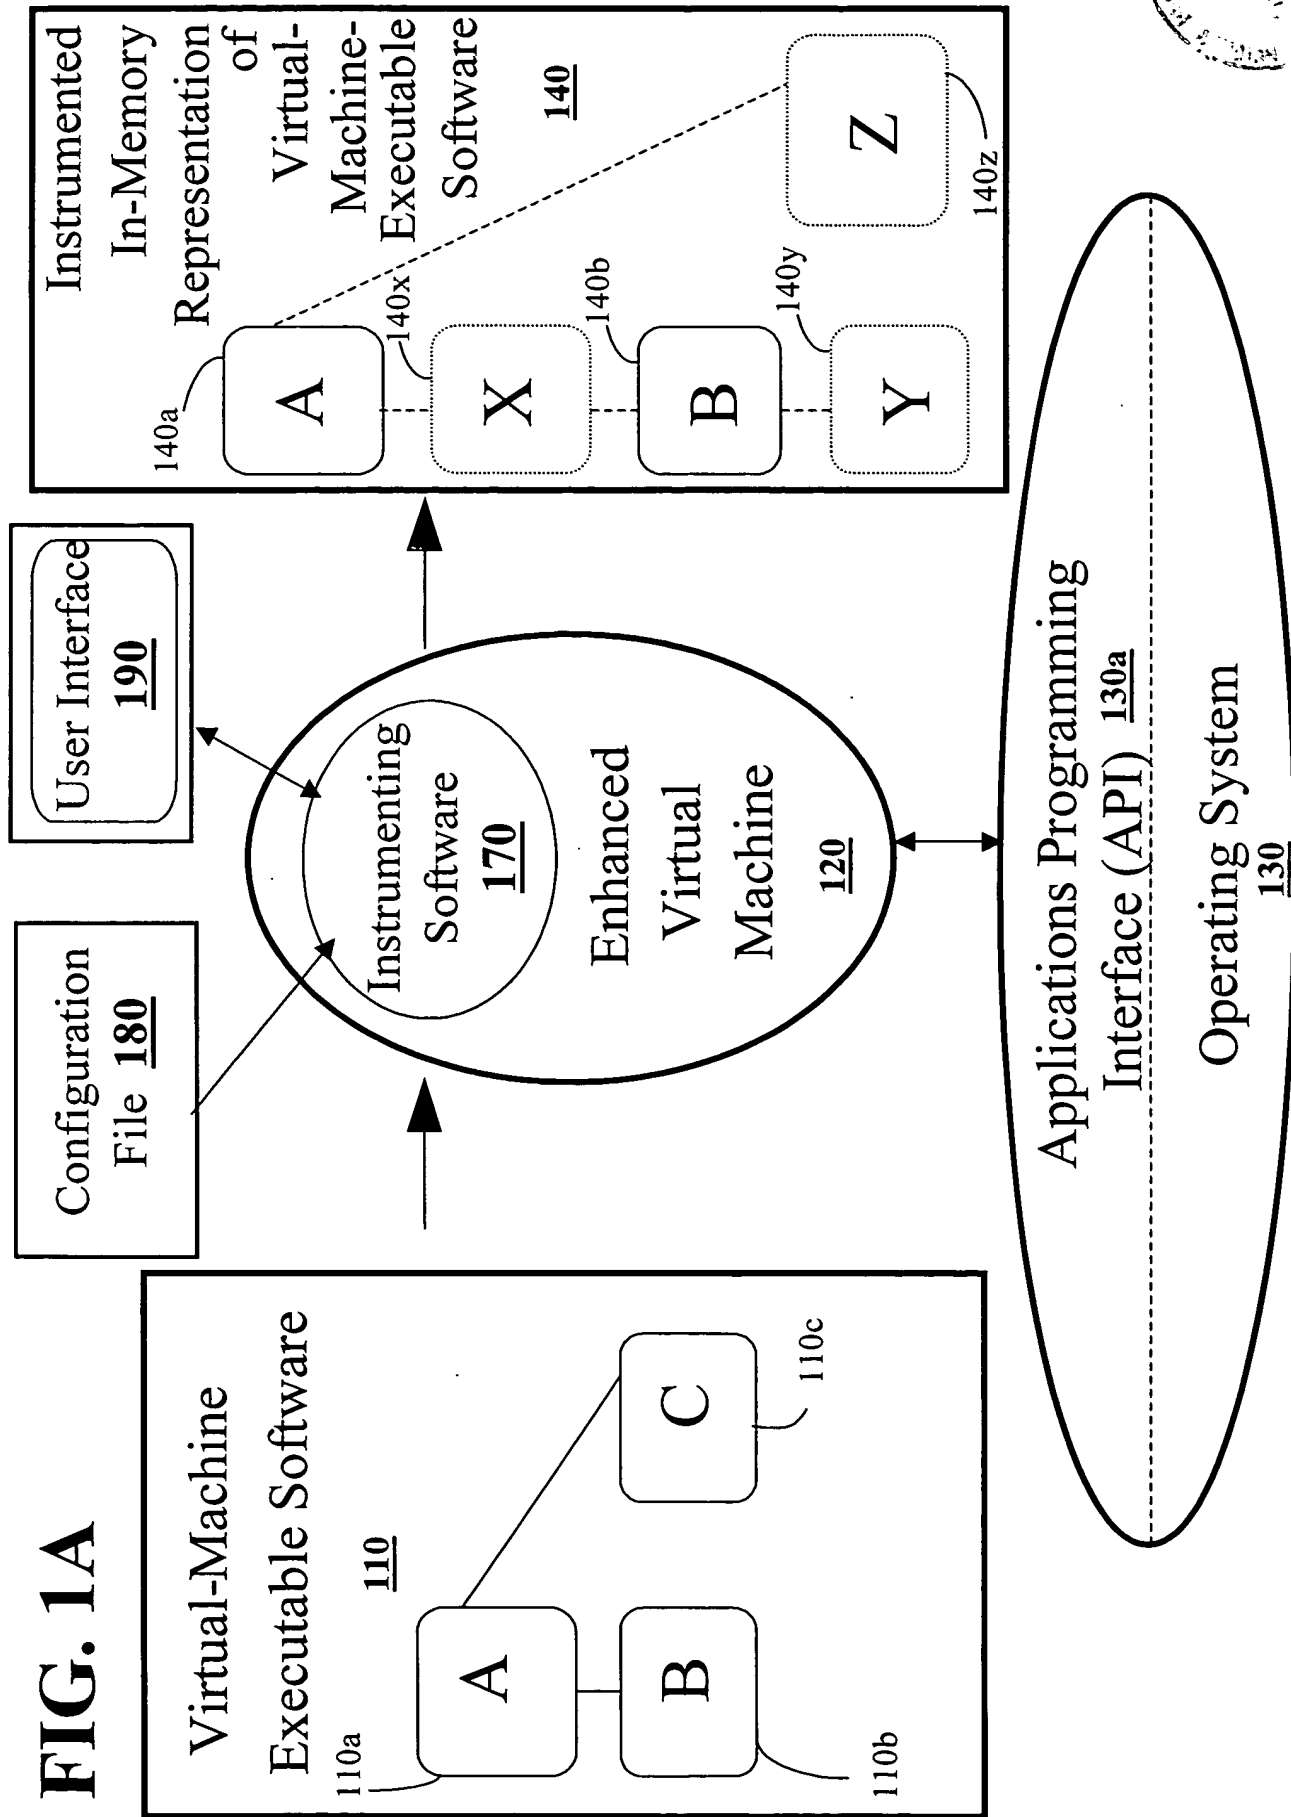 FIG. 1A
Virtual-Machine
Executable Software
110
110a
A
B
110b
C
110c
Configuration
File 180
User Interface
190
Instrumenting
Software
170
Enhanced
Virtual
Machine
120
Applications Programming
Interface (API) 130a
Operating System
130
Instrumented
In-Memory
Representation
of
Virtual-
Machine-
Executable
Software
140
140a
A
140x
X
140b
B
140y
Y
Z
140z